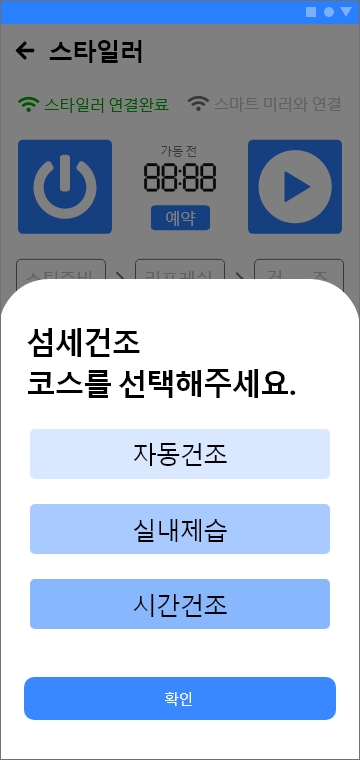 스타일러
스타일러 연결완료 스마트 미러와 연결
가동 전
88:88
예약
스팀준비 리프레쉬 건 조
섬세건조
코스를 선택해주세요.
자동건조
실내제습
시간건조
확인